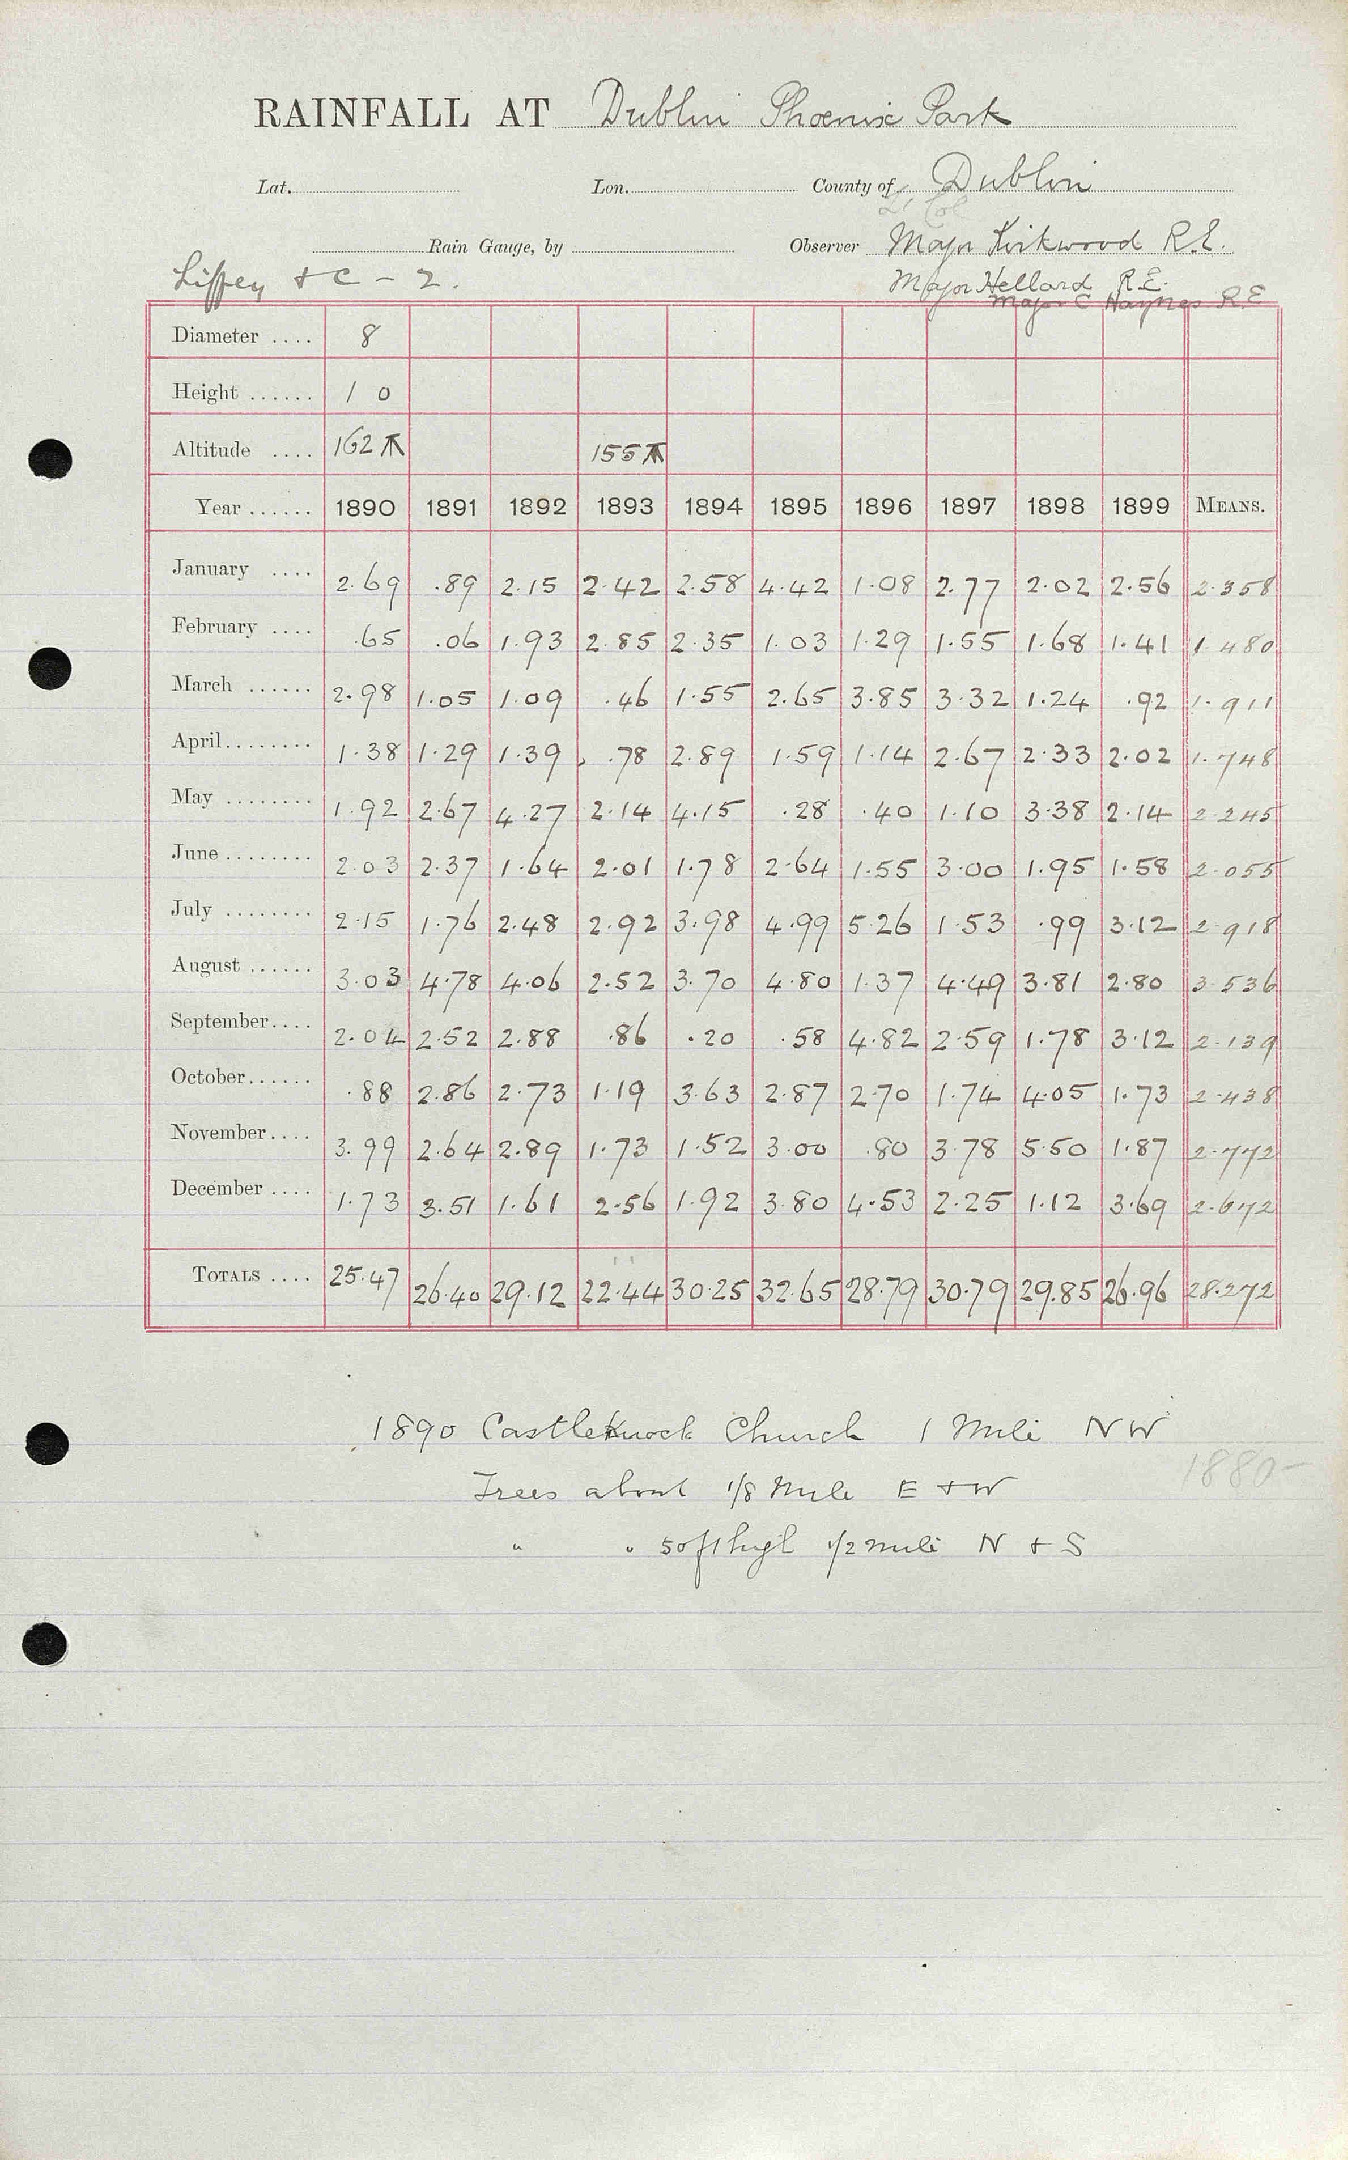 RAINFALL AT Dublin Phoenix Park
Lat. Lon. County of Dublin
Lt Col
Rain Gauge, by Observer Major Kirkwood R.E.
Liffey & C - 2. Major Hellard R.E.
Major C Haynes R.E
Diameter .... 8
Height ...... 1 0
Altitude .... 162 ⚻ 155 ⚻
Year ...... 1890 1891 1892 1893 1894 1895 1896 1897 1898 1899 MEANS.
January .... 2.69 .89 2.15 2.42 2.58 4.42 1.08 2.77 2.02 2.56 2.358
February .... .65 .06 1.93 2.85 2.35 1.03 1.29 1.55 1.68 1.41 1.480
March ...... 2.98 1.05 1.09 .46 1.55 2.65 3.85 3.32 1.24 .92 1.911
April........ 1.38 1.29 1.39 .78 2.89 1.59 1.14 2.67 2.33 2.02 1.748
May ........ 1.92 2.67 4.27 2.14 4.15 .28 .40 1.10 3.38 2.14 2.245
June ........ 2.03 2.37 1.64 2.01 1.78 2.64 1.55 3.00 1.95 1.58 2.055
July ........ 2.15 1.76 2.48 2.92 3.98 4.99 5.26 1.53 .99 3.12 2.918
August ...... 3.03 4.78 4.06 2.52 3.70 4.80 1.37 4.49 3.81 2.80 3.536
September.... 2.04 2.52 2.88 .86 .20 .58 4.82 2.59 1.78 3.12 2.139
October...... .88 2.86 2.73 1.19 3.63 2.87 2.70 1.74 4.05 1.73 2.438
November.... 3.99 2.64 2.89 1.73 1.52 3.00 .80 3.78 5.50 1.87 2.772
December .... 1.73 3.51 1.61 2.56 1.92 3.80 4.53 2.25 1.12 3.69 2.672
TOTALS .... 25.47 26.40 29.12 22.44 30.25 32.65 28.79 30.79 29.85 26.96 28.272
1890 Castleknock Church 1 Mile NW
1880-
Trees about 1/8 Mile E & W
" " 50ft high 1/2 mile N & S